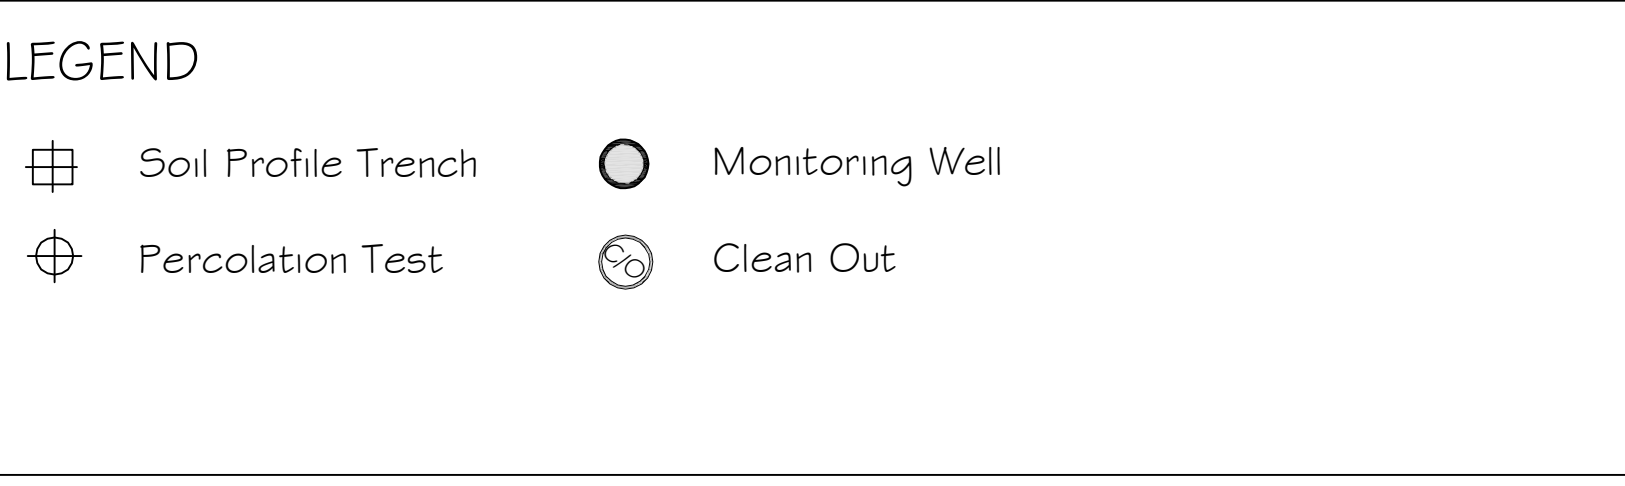 LEGEND
Soil Profile Trench
Monitoring Well
Percolation Test
C/O
Clean Out